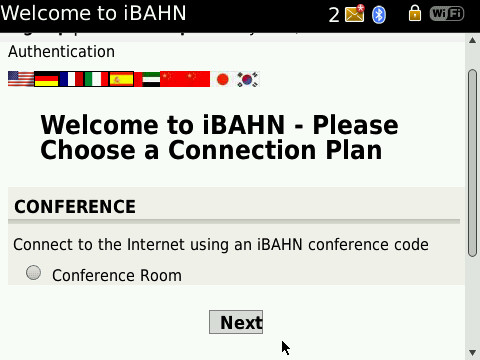 Welcome to iBAHN
2
WiFi
Authentication
Welcome to iBAHN - Please
Choose a Connection Plan
CONFERENCE
Connect to the Internet using an iBAHN conference code
Conference Room
Next